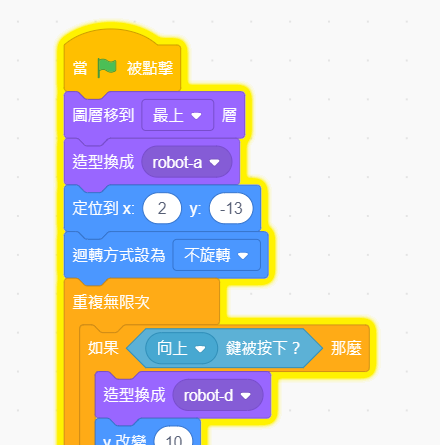 當 被點擊
圖層移到 最上 層
造型換成 robot-a
定位到 x: 2 y: -13
迴轉方式設為 不旋轉
重複無限次
如果 向上 鍵被按下？ 那麼
造型換成 robot-d
y 改變 10